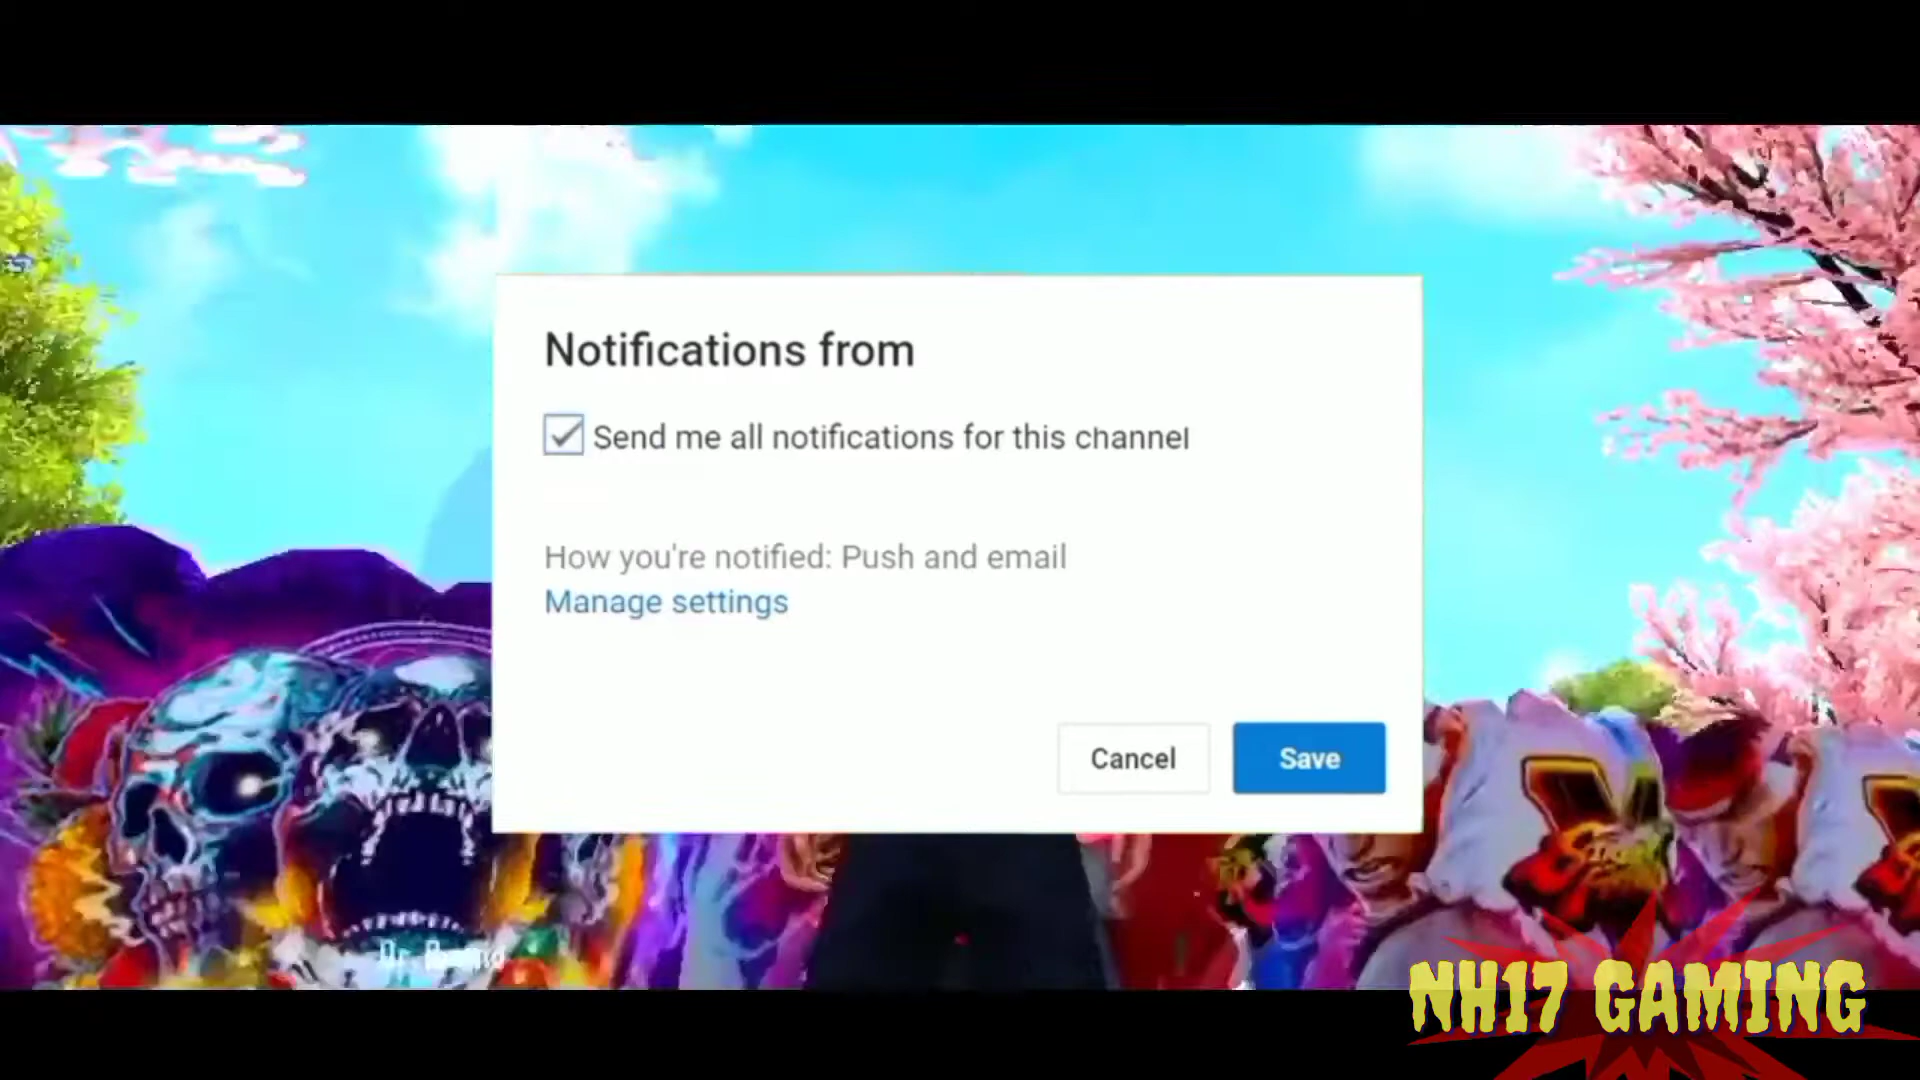 Notifications from
Send me all notifications for this channel
How you're notified: Push and email
Manage settings
Cancel
Save
NH17 GAMING